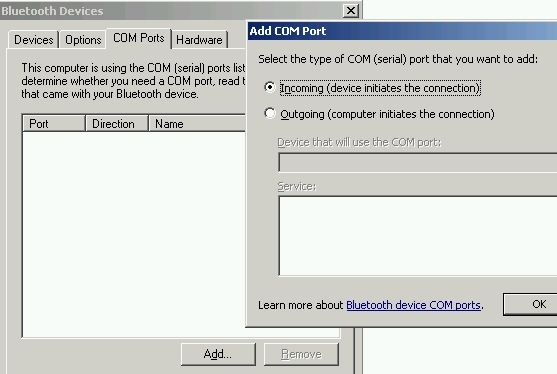 Bluetooth Devices
Devices
Options
COM Ports
Hardware
This computer is using the COM (serial) ports list
determine whether you need a COM port, read t
that came with your Bluetooth device.
Port
Direction
Name
Add...
Remove
Add COM Port
Select the type of COM (serial) port that you want to add:
Incoming (device initiates the connection)
Outgoing (computer initiates the connection)
Device that will use the COM port:
Service:
Learn more about Bluetooth device COM ports.
OK